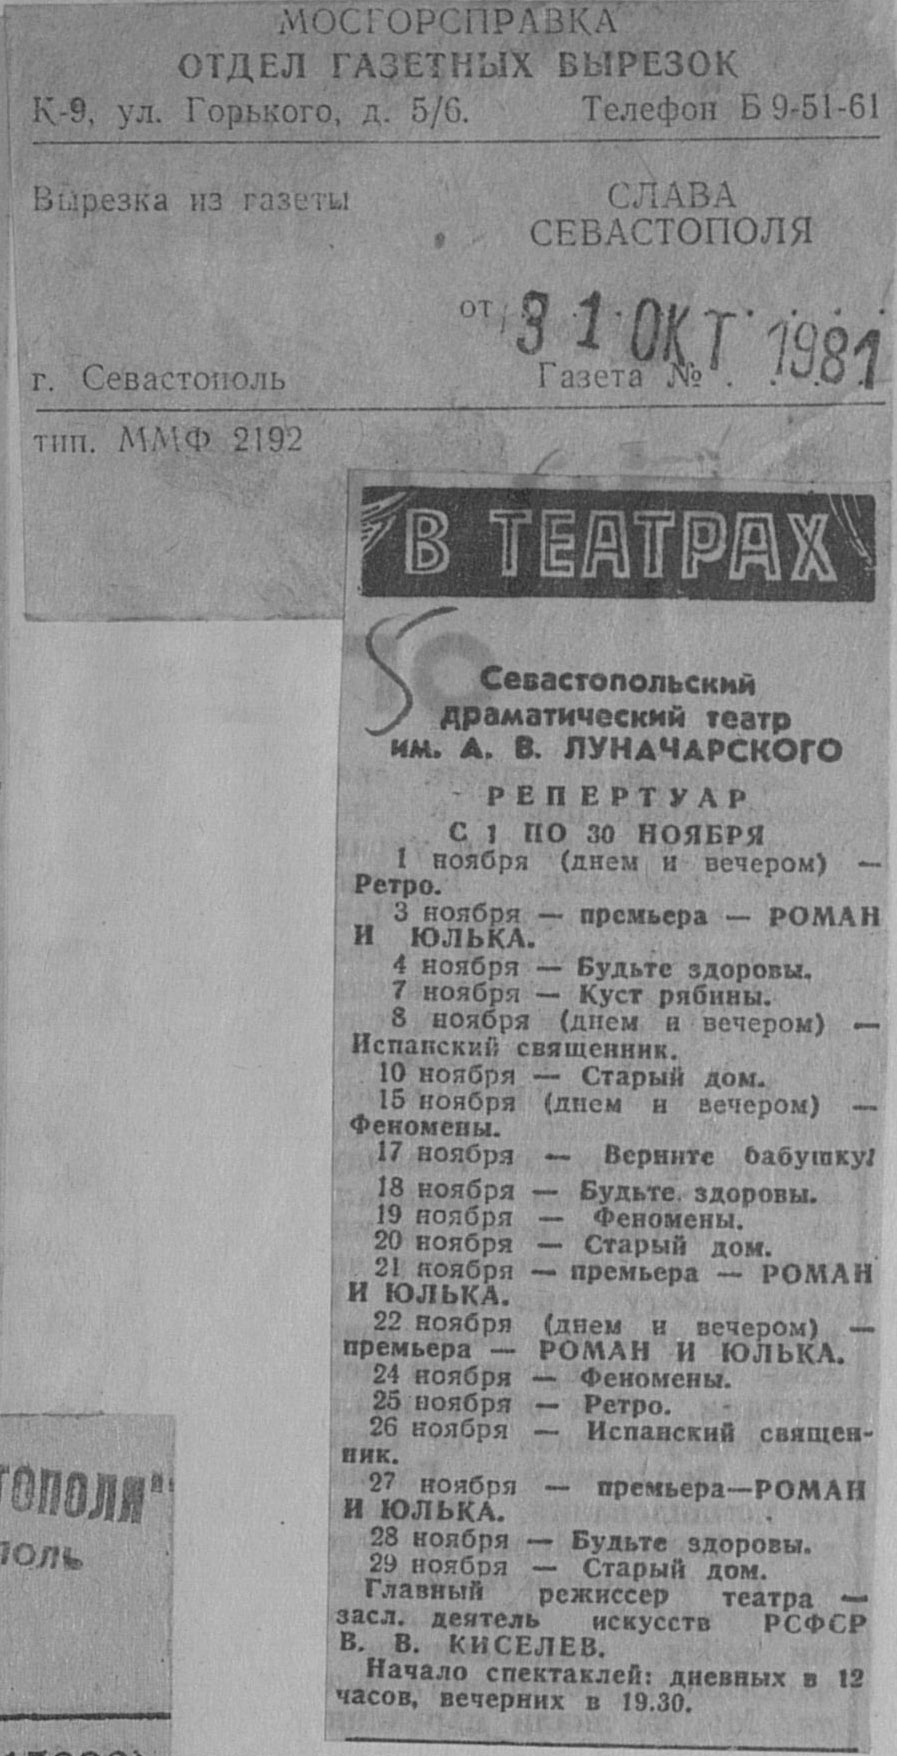 МОСГОРСПРАВКА
ОТДЕЛ ГАЗЕТНЫХ ВЫРЕЗОК
К-9, ул. Горького, д. 5/6. Телефон Б 9-51-61
Вырезка из газеты
СЛАВА
СЕВАСТОПОЛЯ
от 31 ОКТ 1981
г. Севастополь Газета №
тип. ММФ 2192
В ТЕАТРАХ
Севастопольский
драматический театр
им. А. В. ЛУНАЧАРСКОГО
РЕПЕРТУАР
С 1 ПО 30 НОЯБРЯ
1 ноября (днем и вечером) —
Ретро.
3 ноября — премьера — РОМАН
И ЮЛЬКА.
4 ноября — Будьте здоровы.
7 ноября — Куст рябины.
8 ноября (днем и вечером) —
Испанский священник.
10 ноября — Старый дом.
15 ноября (днем и вечером) —
Феномены.
17 ноября — Верните бабушку!
18 ноября — Будьте здоровы.
19 ноября — Феномены.
20 ноября — Старый дом.
21 ноября — премьера — РОМАН
И ЮЛЬКА.
22 ноября (днем и вечером) —
премьера — РОМАН И ЮЛЬКА.
24 ноября — Феномены.
25 ноября — Ретро.
26 ноября — Испанский священ-
ник.
27 ноября — премьера—РОМАН
И ЮЛЬКА.
28 ноября — Будьте здоровы.
29 ноября — Старый дом.
Главный режиссер театра —
засл. деятель искусств РСФСР
В. В. КИСЕЛЕВ.
Начало спектаклей: дневных в 12
часов, вечерних в 19.30.
ТОПОЛЯ"
поль